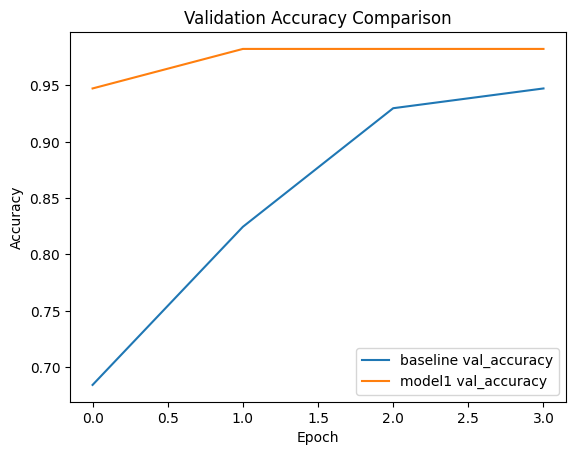 Validation Accuracy Comparison
Accuracy
0.95
0.90
0.85
0.80
0.75
0.70
baseline val_accuracy
model1 val_accuracy
0.0 0.5 1.0 1.5 2.0 2.5 3.0
Epoch